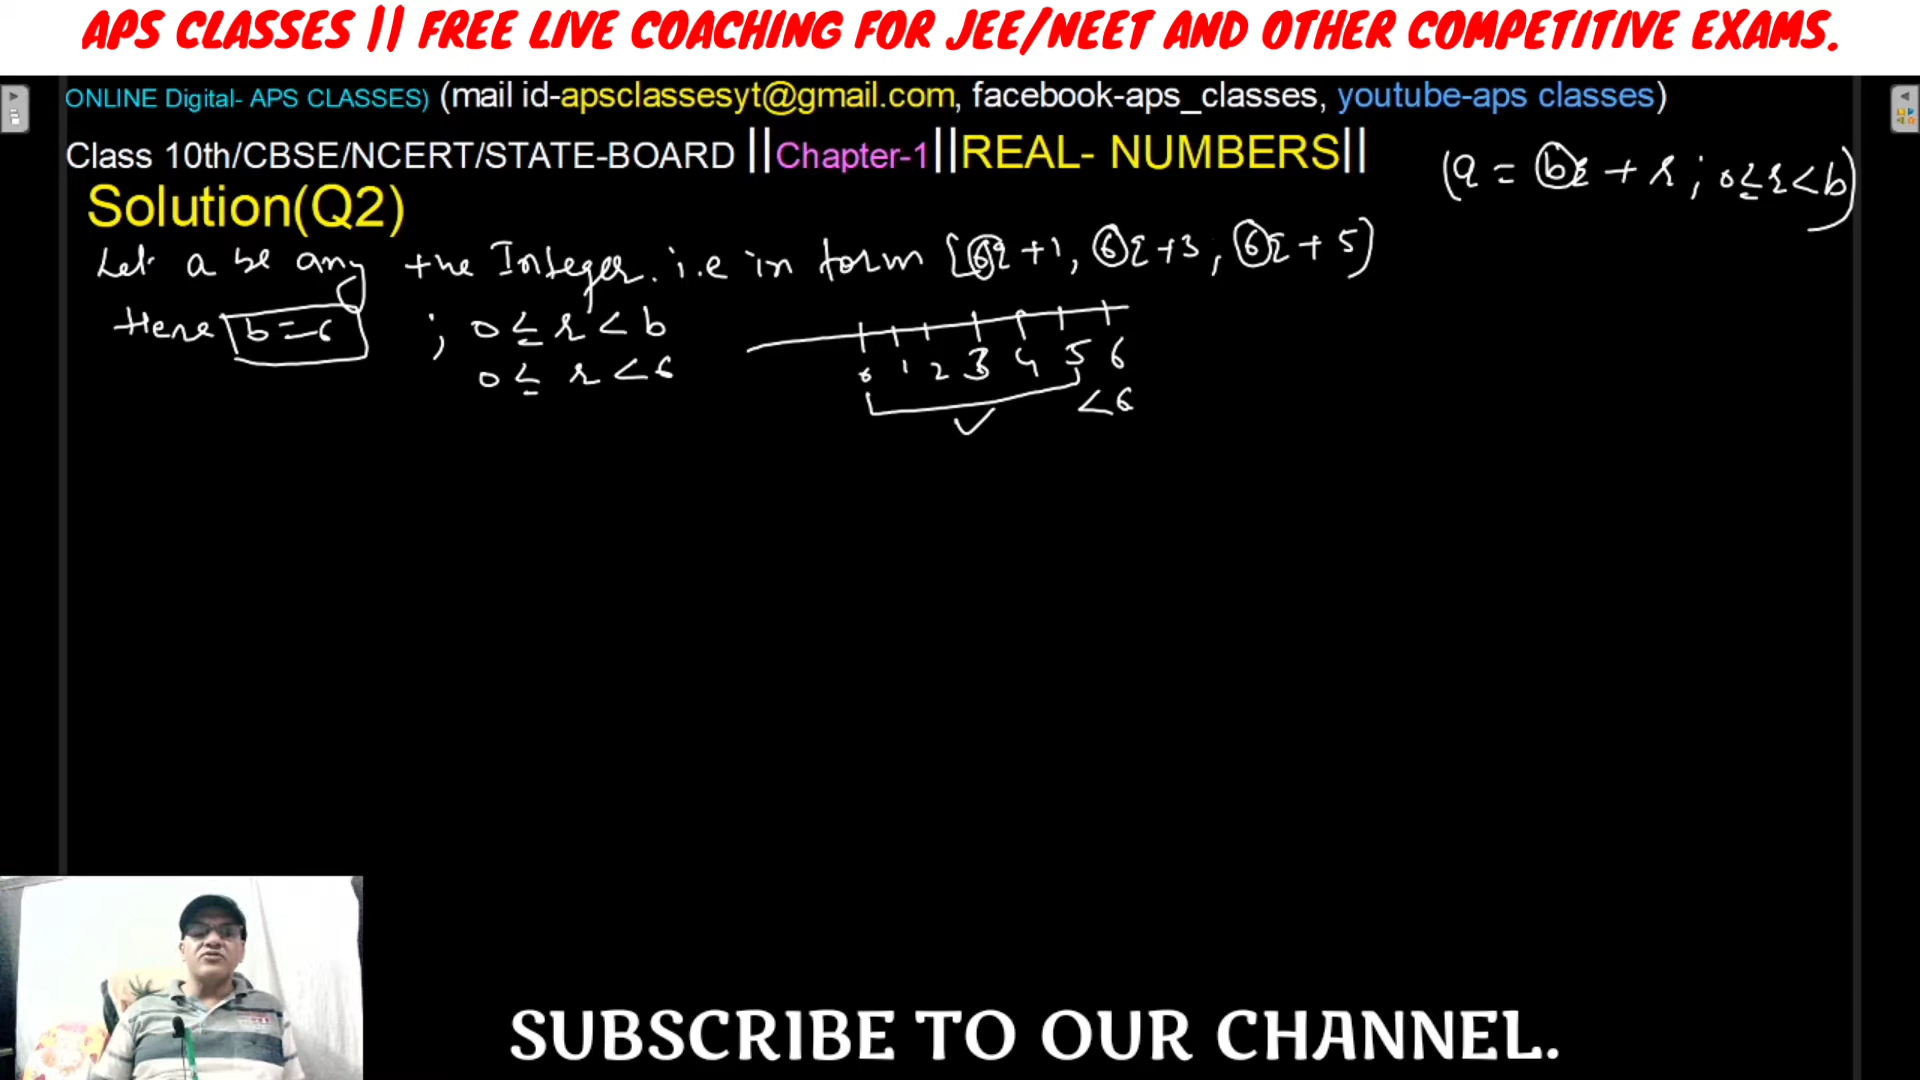 APS CLASSES || FREE LIVE COACHING FOR JEE/NEET AND OTHER COMPETITIVE EXAMS.
ONLINE Digital- APS CLASSES) (mail id-apsclassesyt@gmail.com, facebook-aps_classes, youtube-aps classes)
Class 10th/CBSE/NCERT/STATE-BOARD ||Chapter-1||REAL- NUMBERS||
(a = bq + r ; 0≤r<b)
Solution(Q2)
Let a be any +ve Integer. i.e in form [6q +1, 6q +3, 6q + 5]
Here b=6 ; 0 ≤ r < b
0 ≤ r < 6
0 1 2 3 4 5 6
<6
SUBSCRIBE TO OUR CHANNEL.